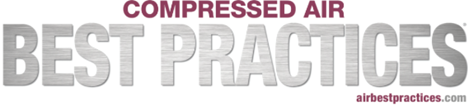 COMPRESSED AIR
BEST PRACTICES®
airbestpractices.com